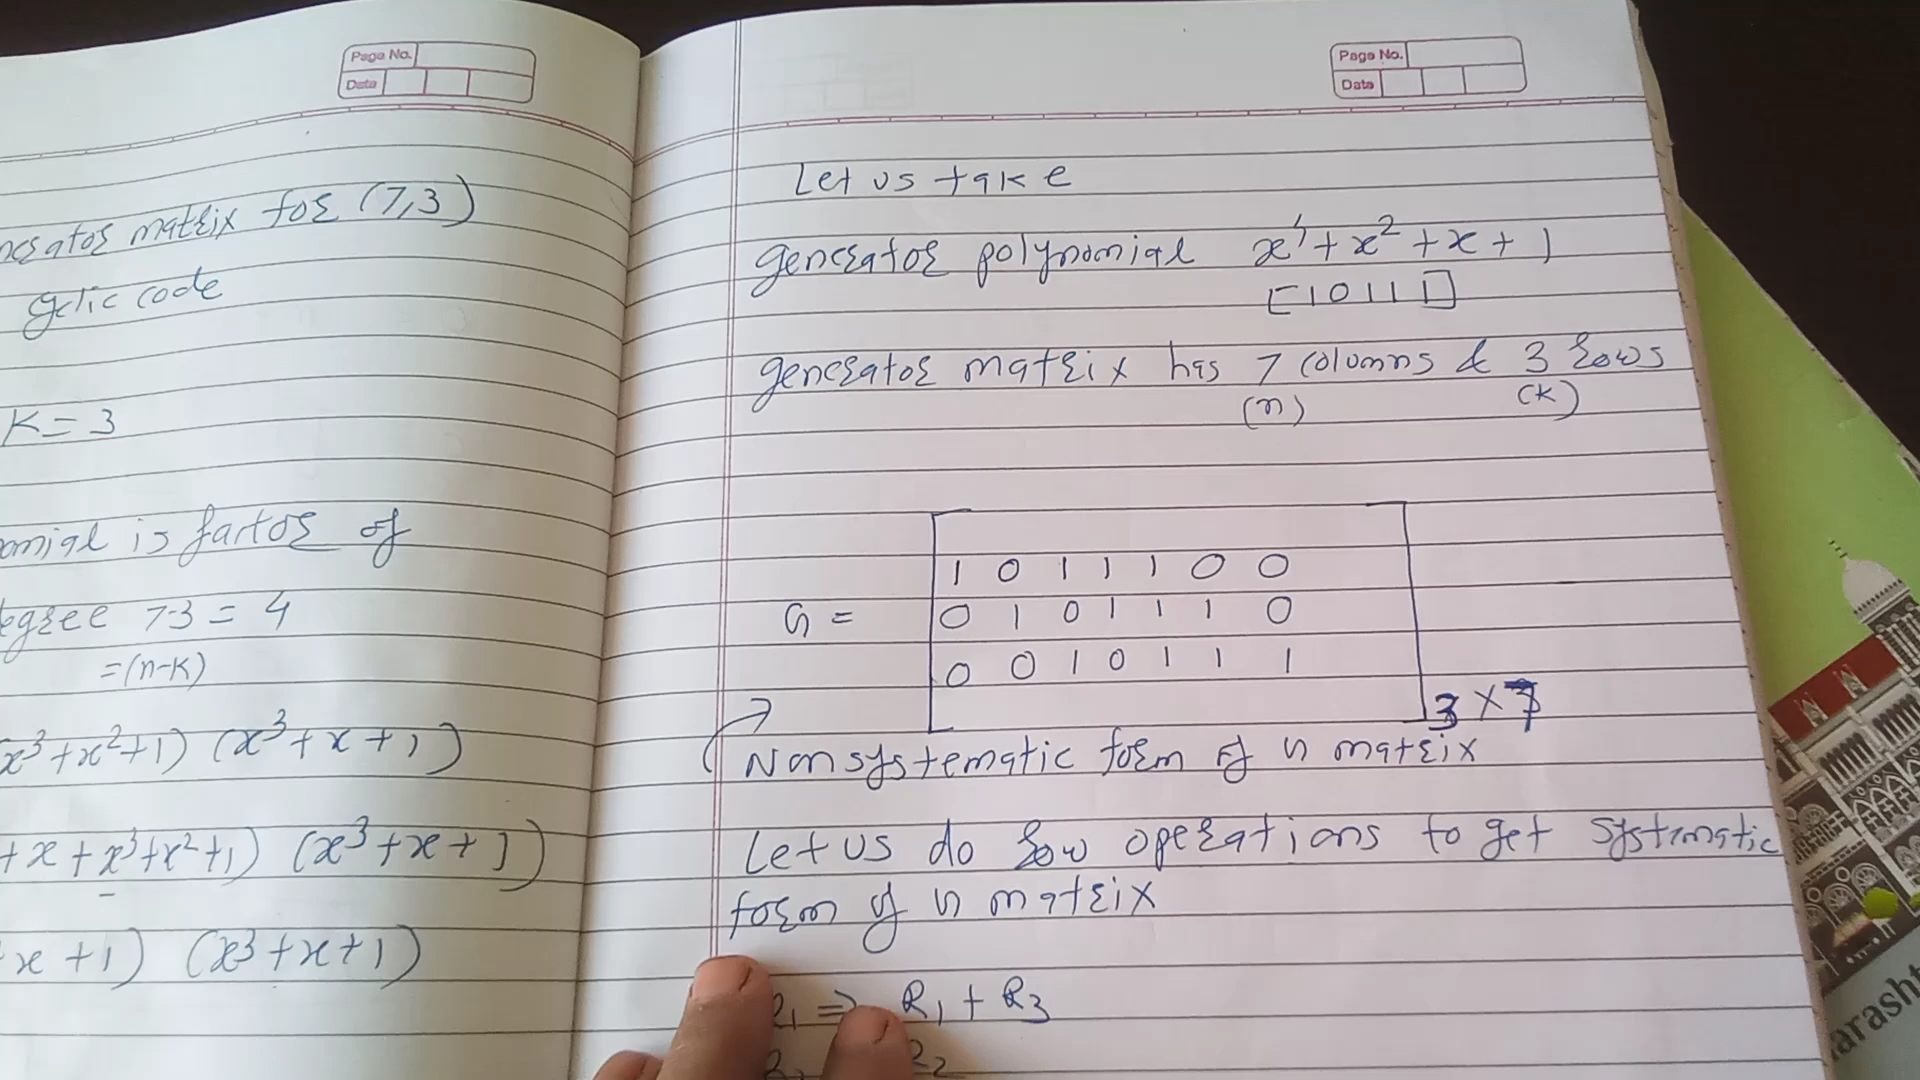 Page No.
Date
matrix for (7,3)
cyclic code
K = 3
is factor of
7-3 = 4
=(n-k)
x³+x²+1) (x³+x+1)
+x+x³+x²+1) (x³+x+1)
x+1) (x³+x+1)
Page No.
Date
Let us take
generator polynomial x⁴+x²+x+1
[10111]
generator matrix has 7 columns & 3 rows
(n) (k)
1 0 1 1 1 0 0
G = 0 1 0 1 1 1 0
0 0 1 0 1 1 1
3 X 7
Non systematic form of G matrix
Let us do row operations to get systematic
form of G matrix
R₁ ⇒ R₁ + R₃
R₂